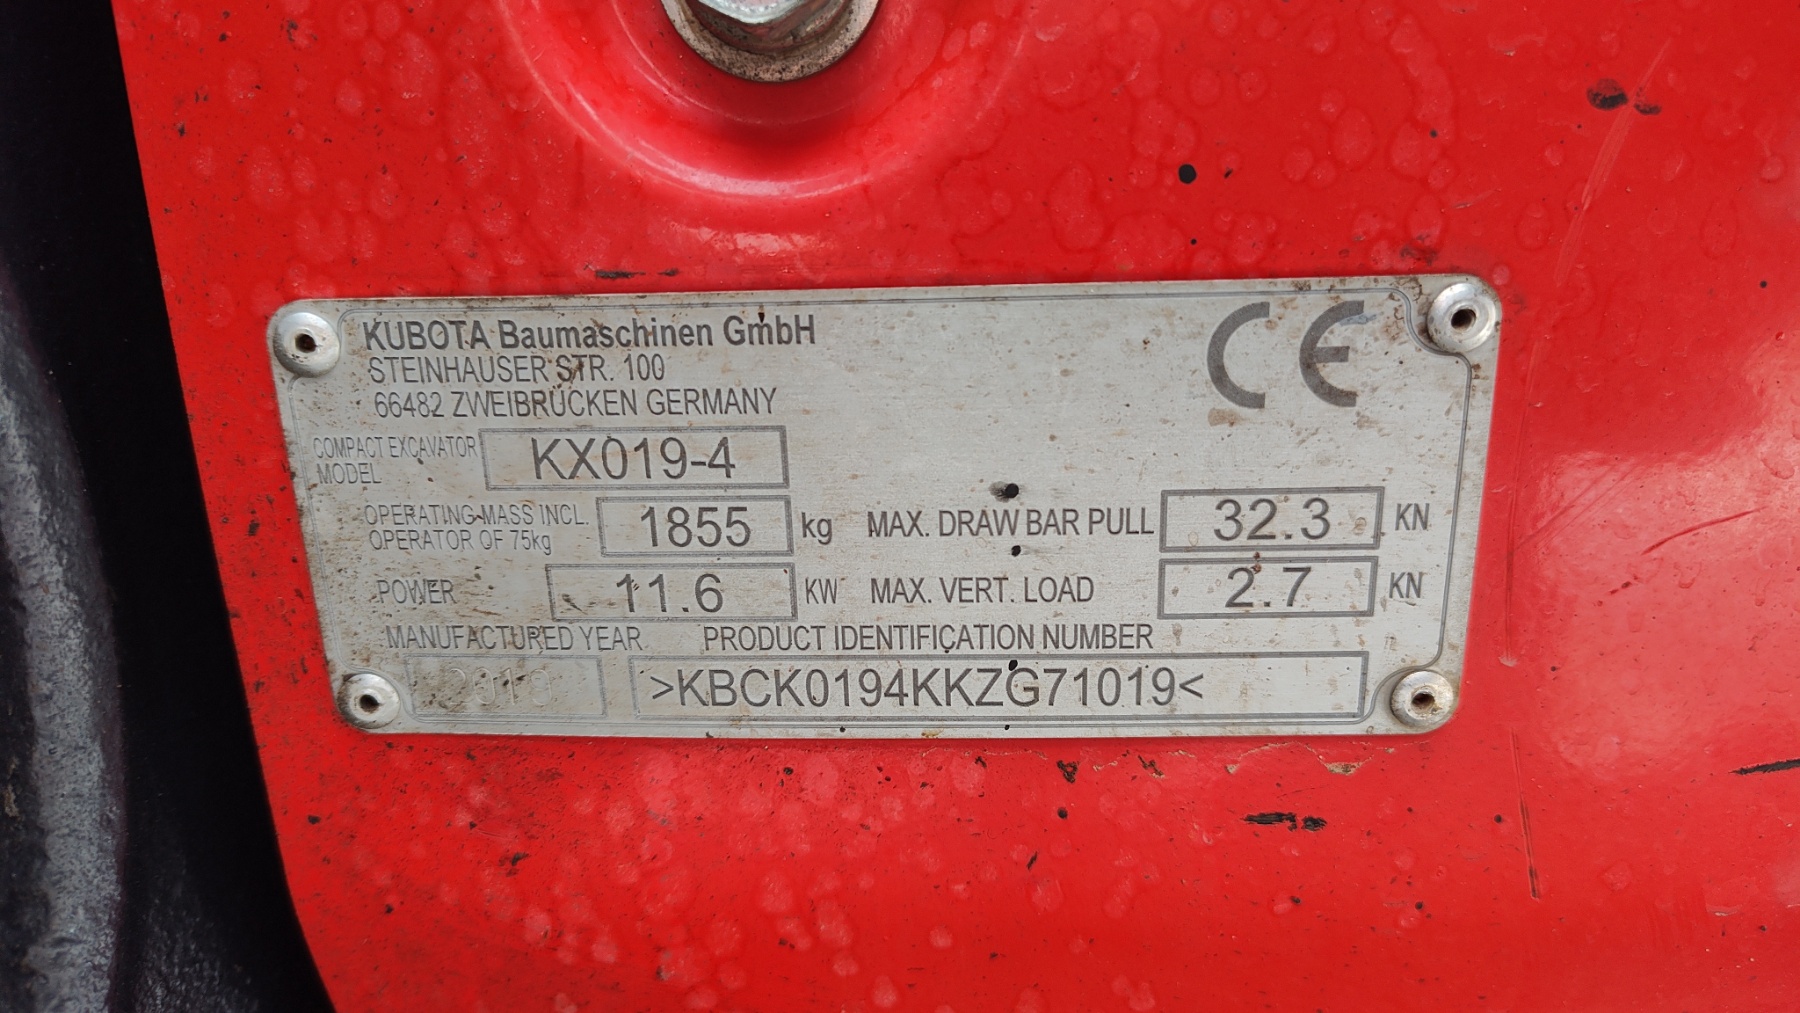 KUBOTA Baumaschinen GmbH
STEINHAUSER STR. 100
66482 ZWEIBRÜCKEN GERMANY
CE
COMPACT EXCAVATOR MODEL KX019-4
OPERATING MASS INCL. OPERATOR OF 75kg 1855 kg MAX. DRAW BAR PULL 32.3 KN
POWER 11.6 KW MAX. VERT. LOAD 2.7 KN
MANUFACTURED YEAR PRODUCT IDENTIFICATION NUMBER
>KBCK0194KKZG71019<